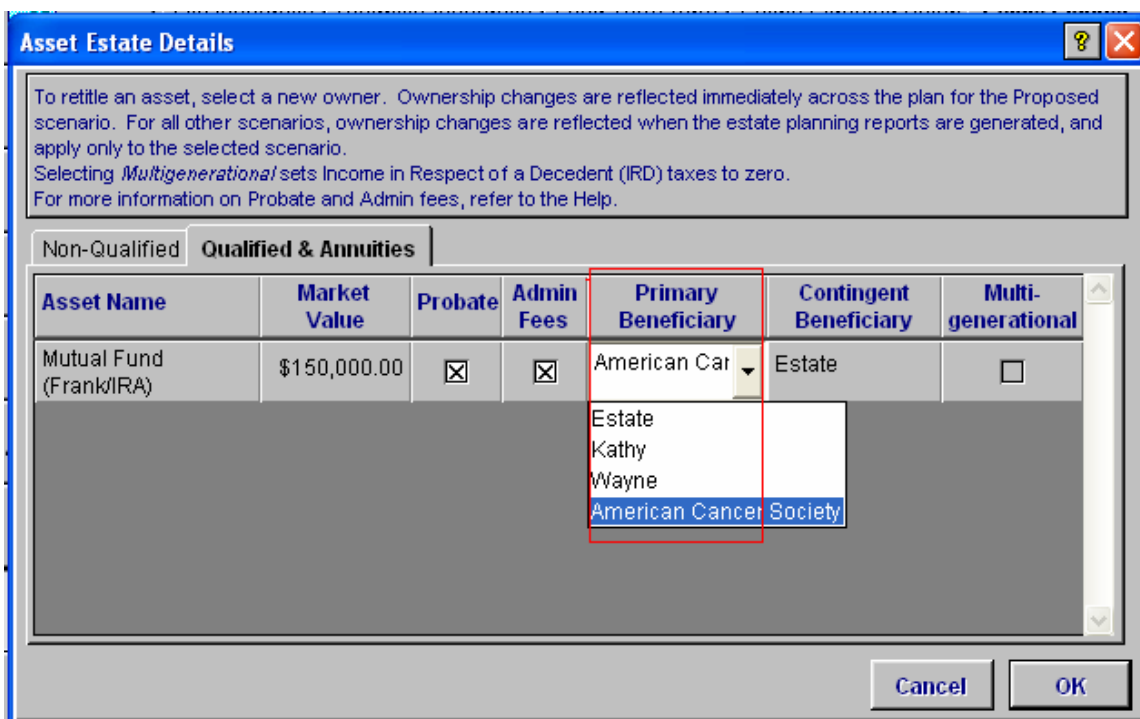 Asset Estate Details
?
To retitle an asset, select a new owner. Ownership changes are reflected immediately across the plan for the Proposed
scenario. For all other scenarios, ownership changes are reflected when the estate planning reports are generated, and
apply only to the selected scenario.
Selecting Multigenerational sets Income in Respect of a Decedent (IRD) taxes to zero.
For more information on Probate and Admin fees, refer to the Help.
Non-Qualified Qualified & Annuities
Asset Name Market Value Probate Admin Fees Primary Beneficiary Contingent Beneficiary Multi-generational
Mutual Fund (Frank/IRA) $150,000.00 American Car Estate
Estate
Kathy
Wayne
American Cancer Society
Cancel OK